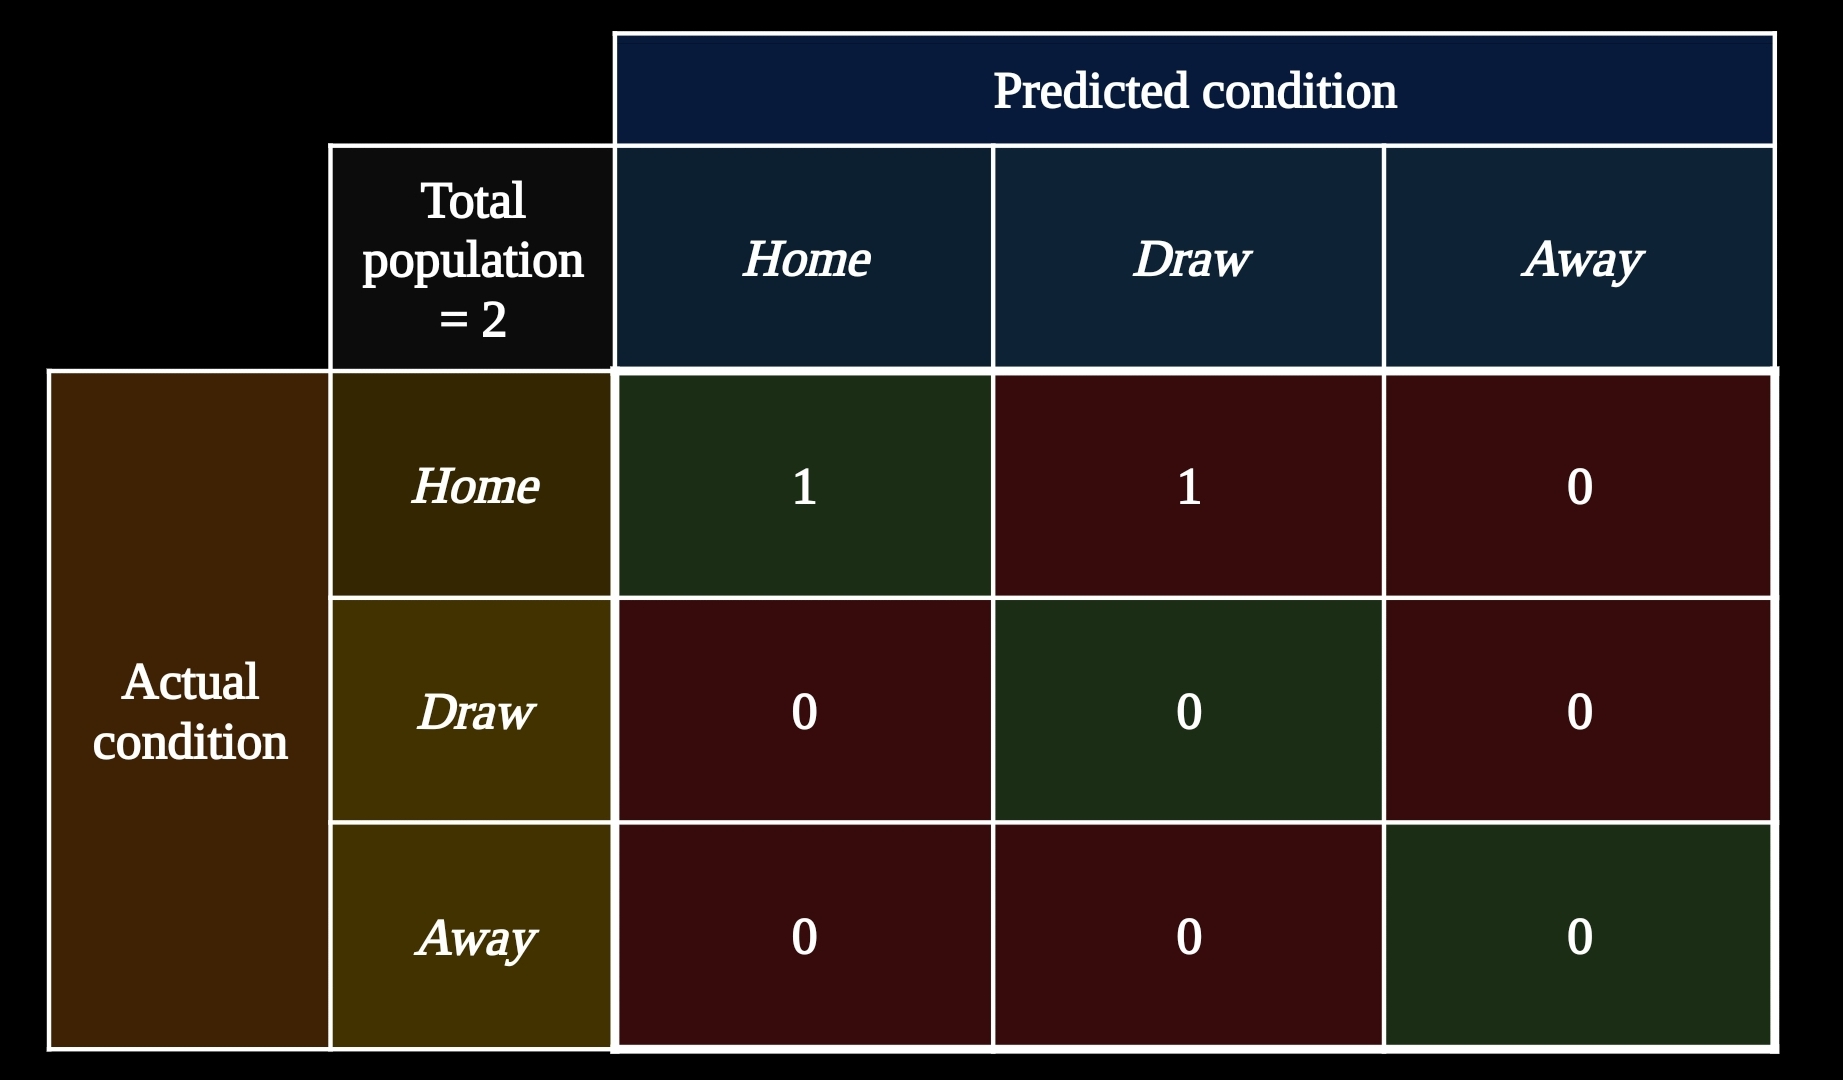 Predicted condition
Total
population
= 2
Home
Draw
Away
Actual
condition
Home
1
1
0
Draw
0
0
0
Away
0
0
0